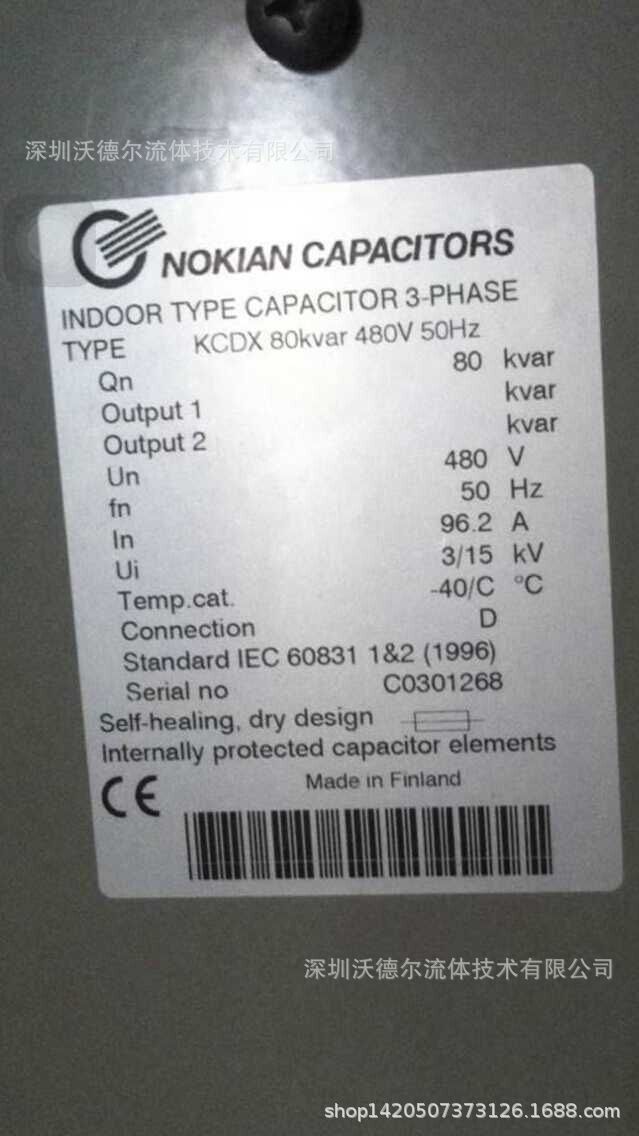 深圳沃德尔流体技术有限公司
NOKIAN CAPACITORS
INDOOR TYPE CAPACITOR 3-PHASE
TYPE KCDX 80kvar 480V 50Hz
Qn 80 kvar
Output 1 kvar
Output 2 kvar
Un 480 V
fn 50 Hz
In 96.2 A
Ui 3/15 kV
Temp.cat. -40/C °C
Connection D
Standard IEC 60831 1&2 (1996)
Serial no C0301268
Self-healing, dry design
Internally protected capacitor elements
CE Made in Finland
深圳沃德尔流体技术有限公司
shop1420507373126.1688.com